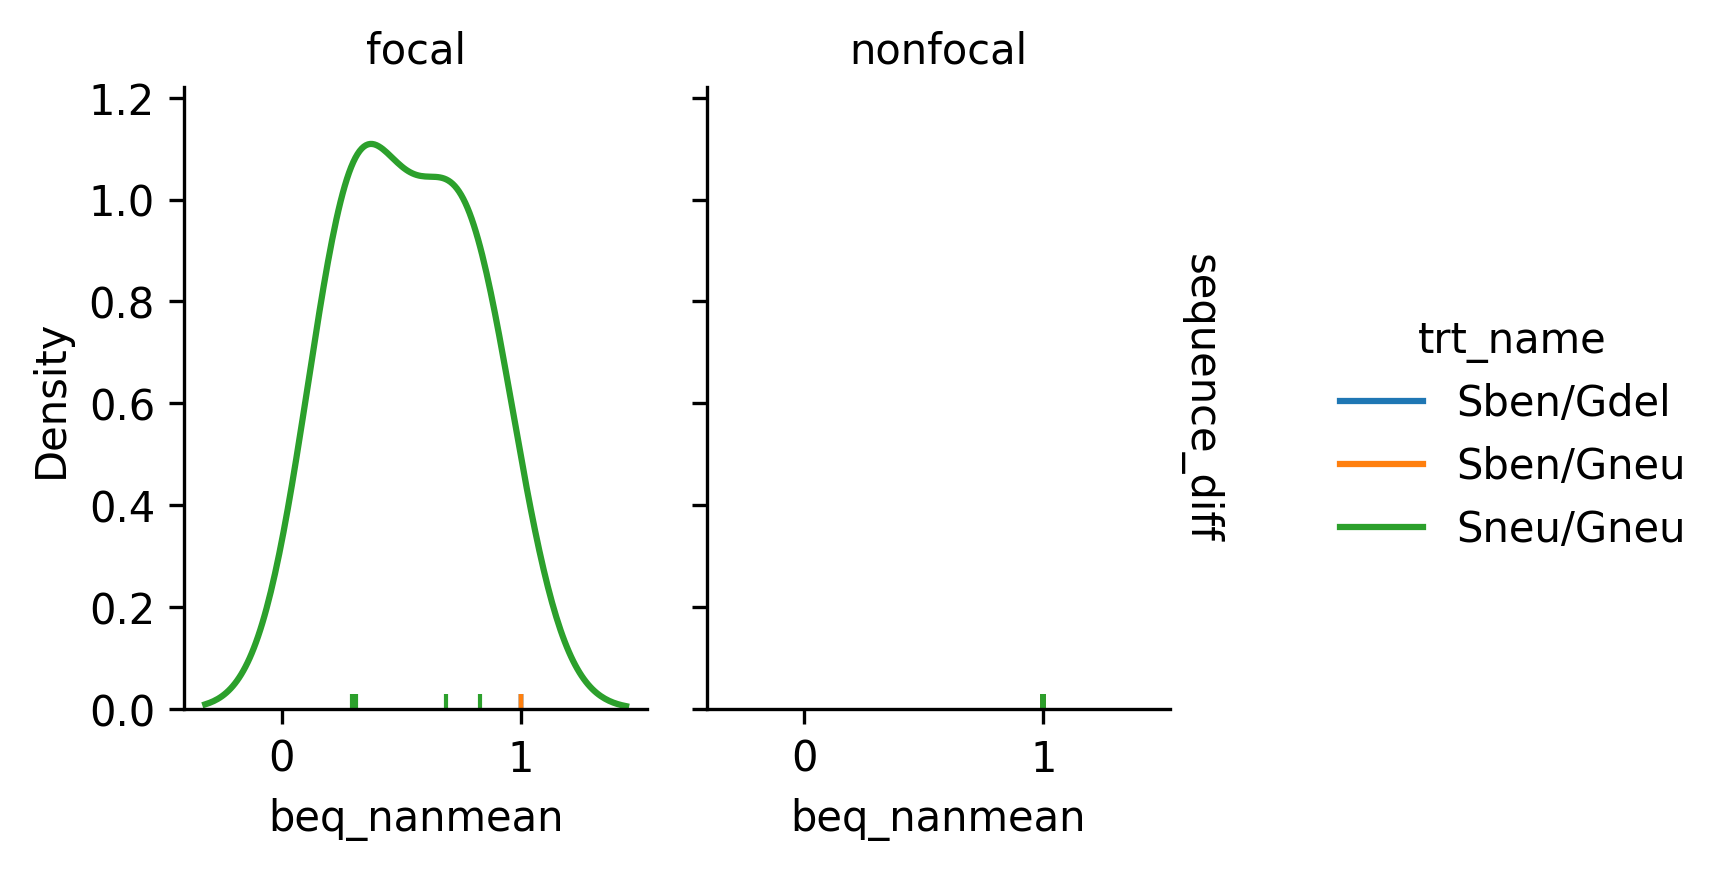 focal
nonfocal
1.2
1.0
0.8
0.6
0.4
0.2
0.0
Density
0
1
beq_nanmean
0
1
beq_nanmean
sequence_diff
trt_name
Sben/Gdel
Sben/Gneu
Sneu/Gneu